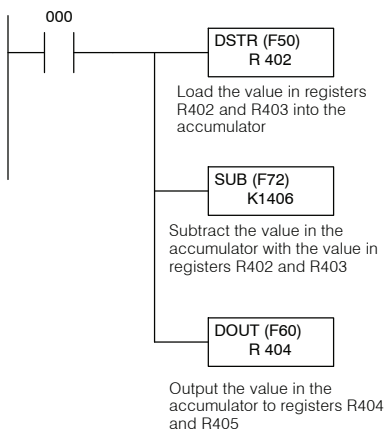 000
DSTR (F50)
R 402
Load the value in registers
R402 and R403 into the
accumulator
SUB (F72)
K1406
Subtract the value in the
accumulator with the value in
registers R402 and R403
DOUT (F60)
R 404
Output the value in the
accumulator to registers R404
and R405